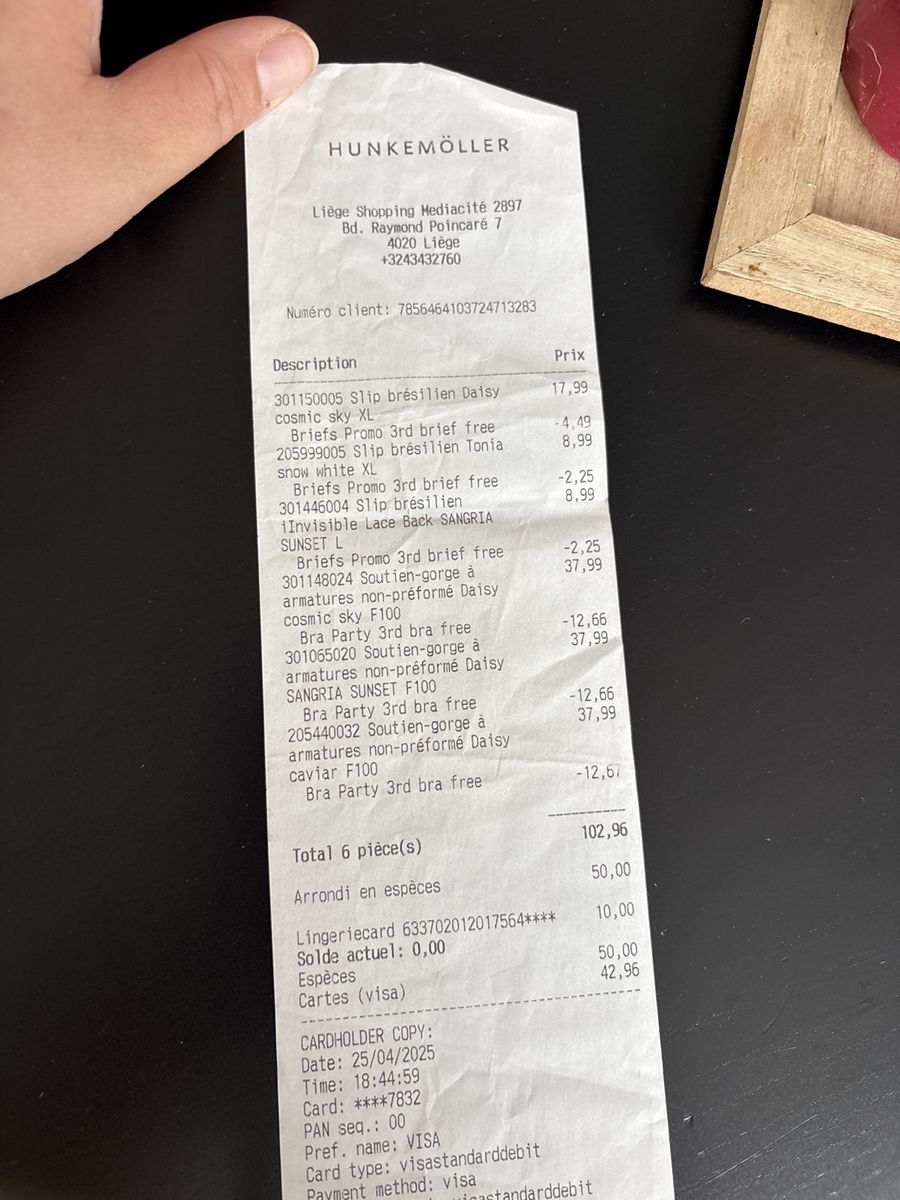 HUNKEMÖLLER
Liège Shopping Mediacité 2897
Bd. Raymond Poincaré 7
4020 Liège
+3243432760
Numéro client: 7856464103724713283
Description Prix
301150005 Slip brésilien Daisy 17,99
cosmic sky XL
Briefs Promo 3rd brief free -4,49
205999005 Slip brésilien Tonia 8,99
snow white XL
Briefs Promo 3rd brief free -2,25
301446004 Slip brésilien 8,99
iInvisible Lace Back SANGRIA
SUNSET L
Briefs Promo 3rd brief free -2,25
301148024 Soutien-gorge à 37,99
armatures non-préformé Daisy
cosmic sky F100
Bra Party 3rd bra free -12,66
301065020 Soutien-gorge à 37,99
armatures non-préformé Daisy
SANGRIA SUNSET F100
Bra Party 3rd bra free -12,66
205440032 Soutien-gorge à 37,99
armatures non-préformé Daisy
caviar F100
Bra Party 3rd bra free -12,67
Total 6 pièce(s) 102,96
Arrondi en espèces 50,00
Lingeriecard 633702012017564**** 10,00
Solde actuel: 0,00
Espèces 50,00
Cartes (visa) 42,96
CARDHOLDER COPY:
Date: 25/04/2025
Time: 18:44:59
Card: ****7832
PAN seq.: 00
Pref. name: VISA
Card type: visastandarddebit
Payment method: visa
visastandarddebit